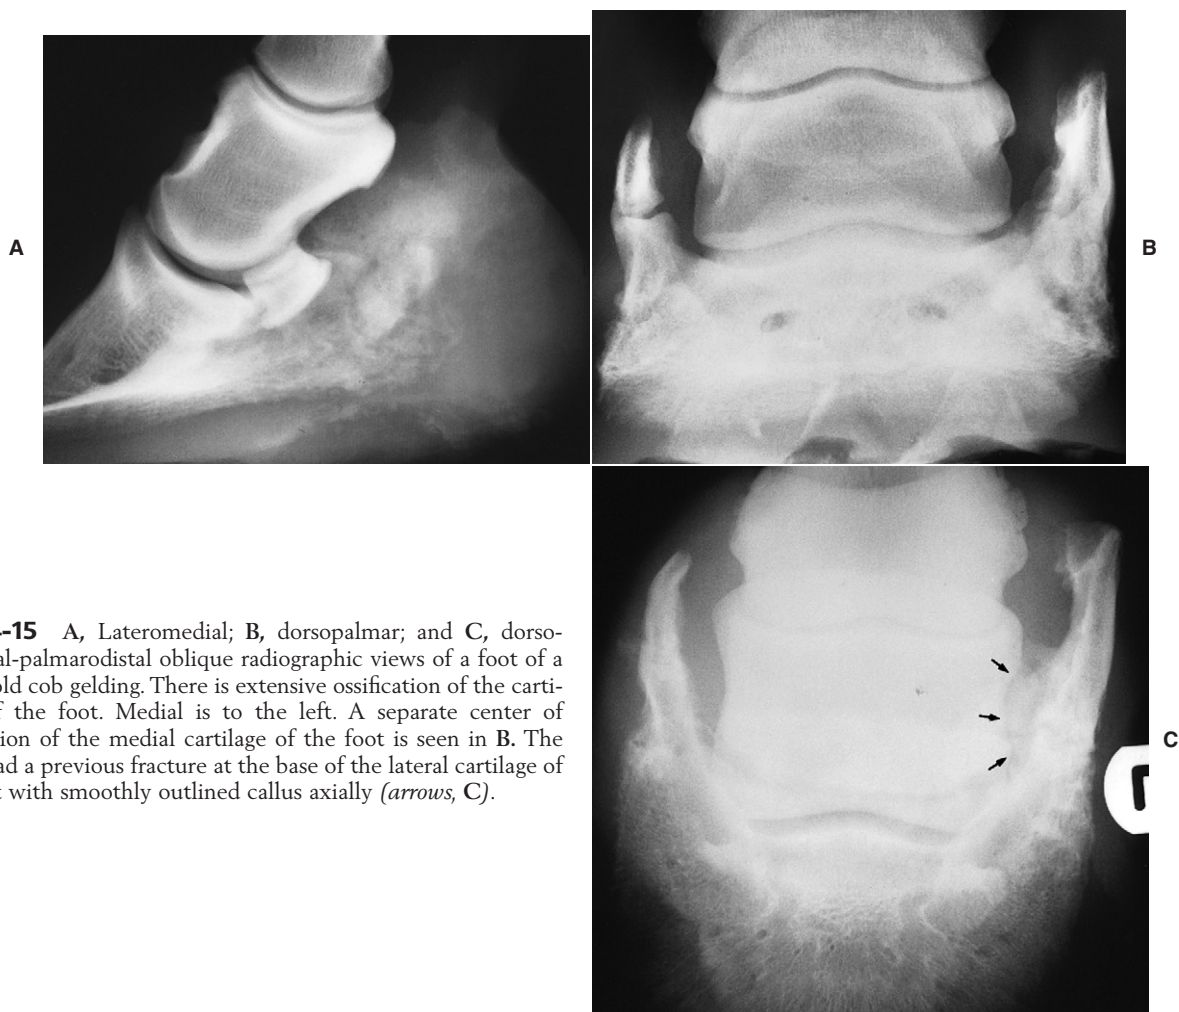 A
B
-15 A, Lateromedial; B, dorsopalmar; and C, dorso-
al-palmarodistal oblique radiographic views of a foot of a
old cob gelding. There is extensive ossification of the carti-
f the foot. Medial is to the left. A separate center of
ion of the medial cartilage of the foot is seen in B. The
ad a previous fracture at the base of the lateral cartilage of
t with smoothly outlined callus axially (arrows, C).
C